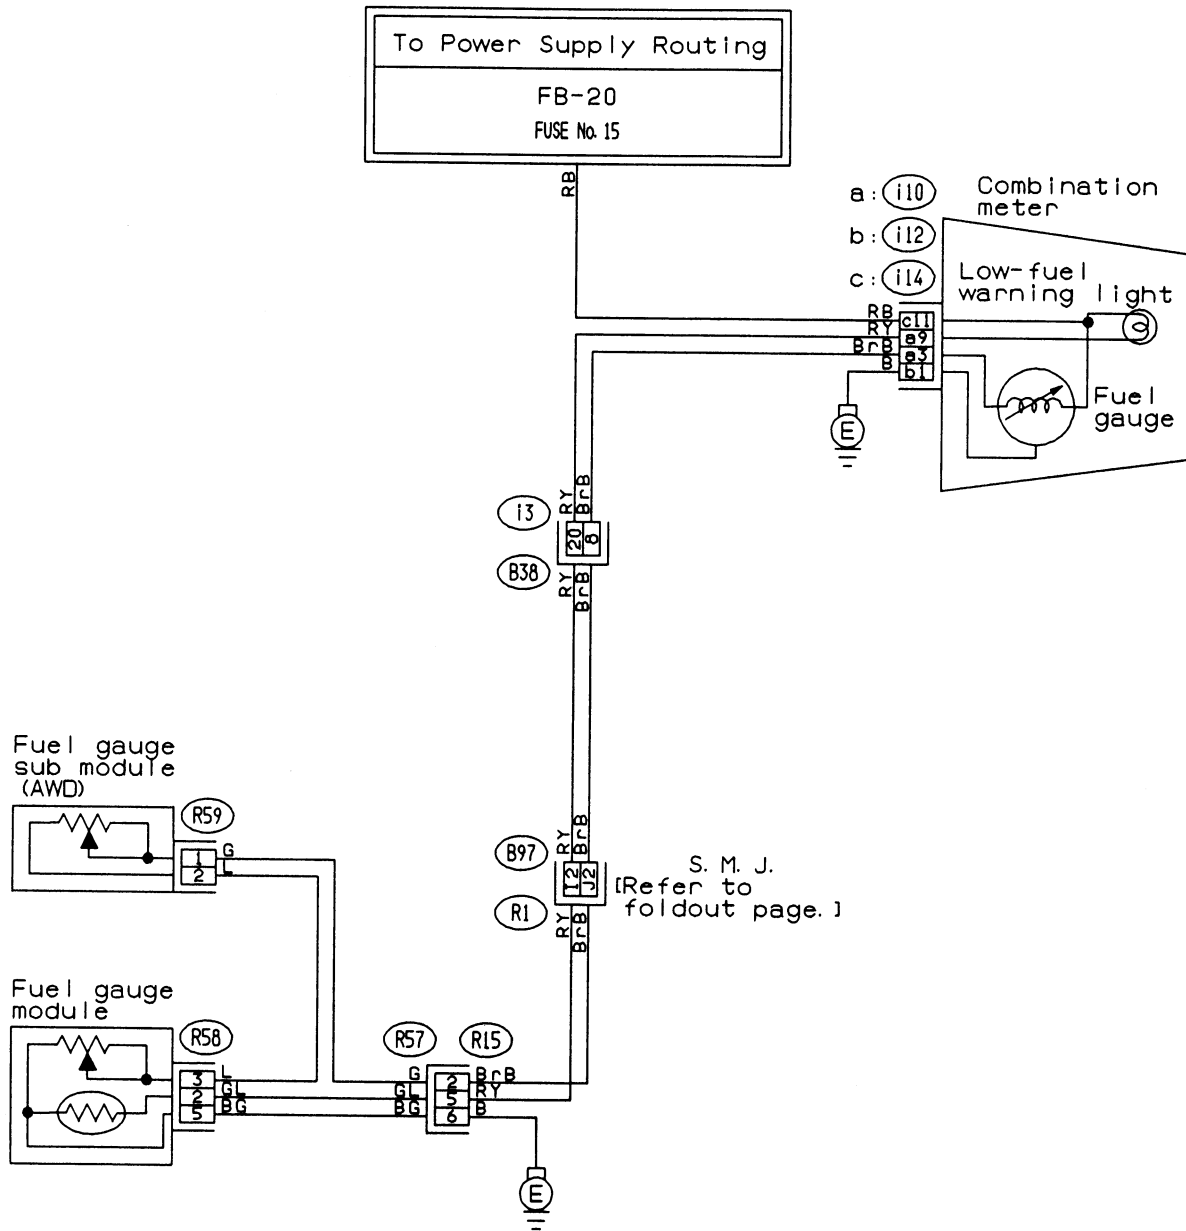 To Power Supply Routing
FB-20
FUSE No. 15
RB
a: i10
b: i12
c: i14
Combination
meter
Low-fuel
warning light
RB
RY
BrB
B
c11
a9
a3
b1
Fuel
gauge
E
i3
RY
BrB
20
8
B38
RY
BrB
Fuel gauge
sub module
(AWD)
R59
1
2
G
L
B97
RY
BrB
I2
J2
R1
RY
BrB
S. M. J.
[Refer to
foldout page. ]
Fuel gauge
module
R58
3
2
5
L
GL
BG
R57
R15
G
GL
BG
2
5
6
BrB
RY
B
E